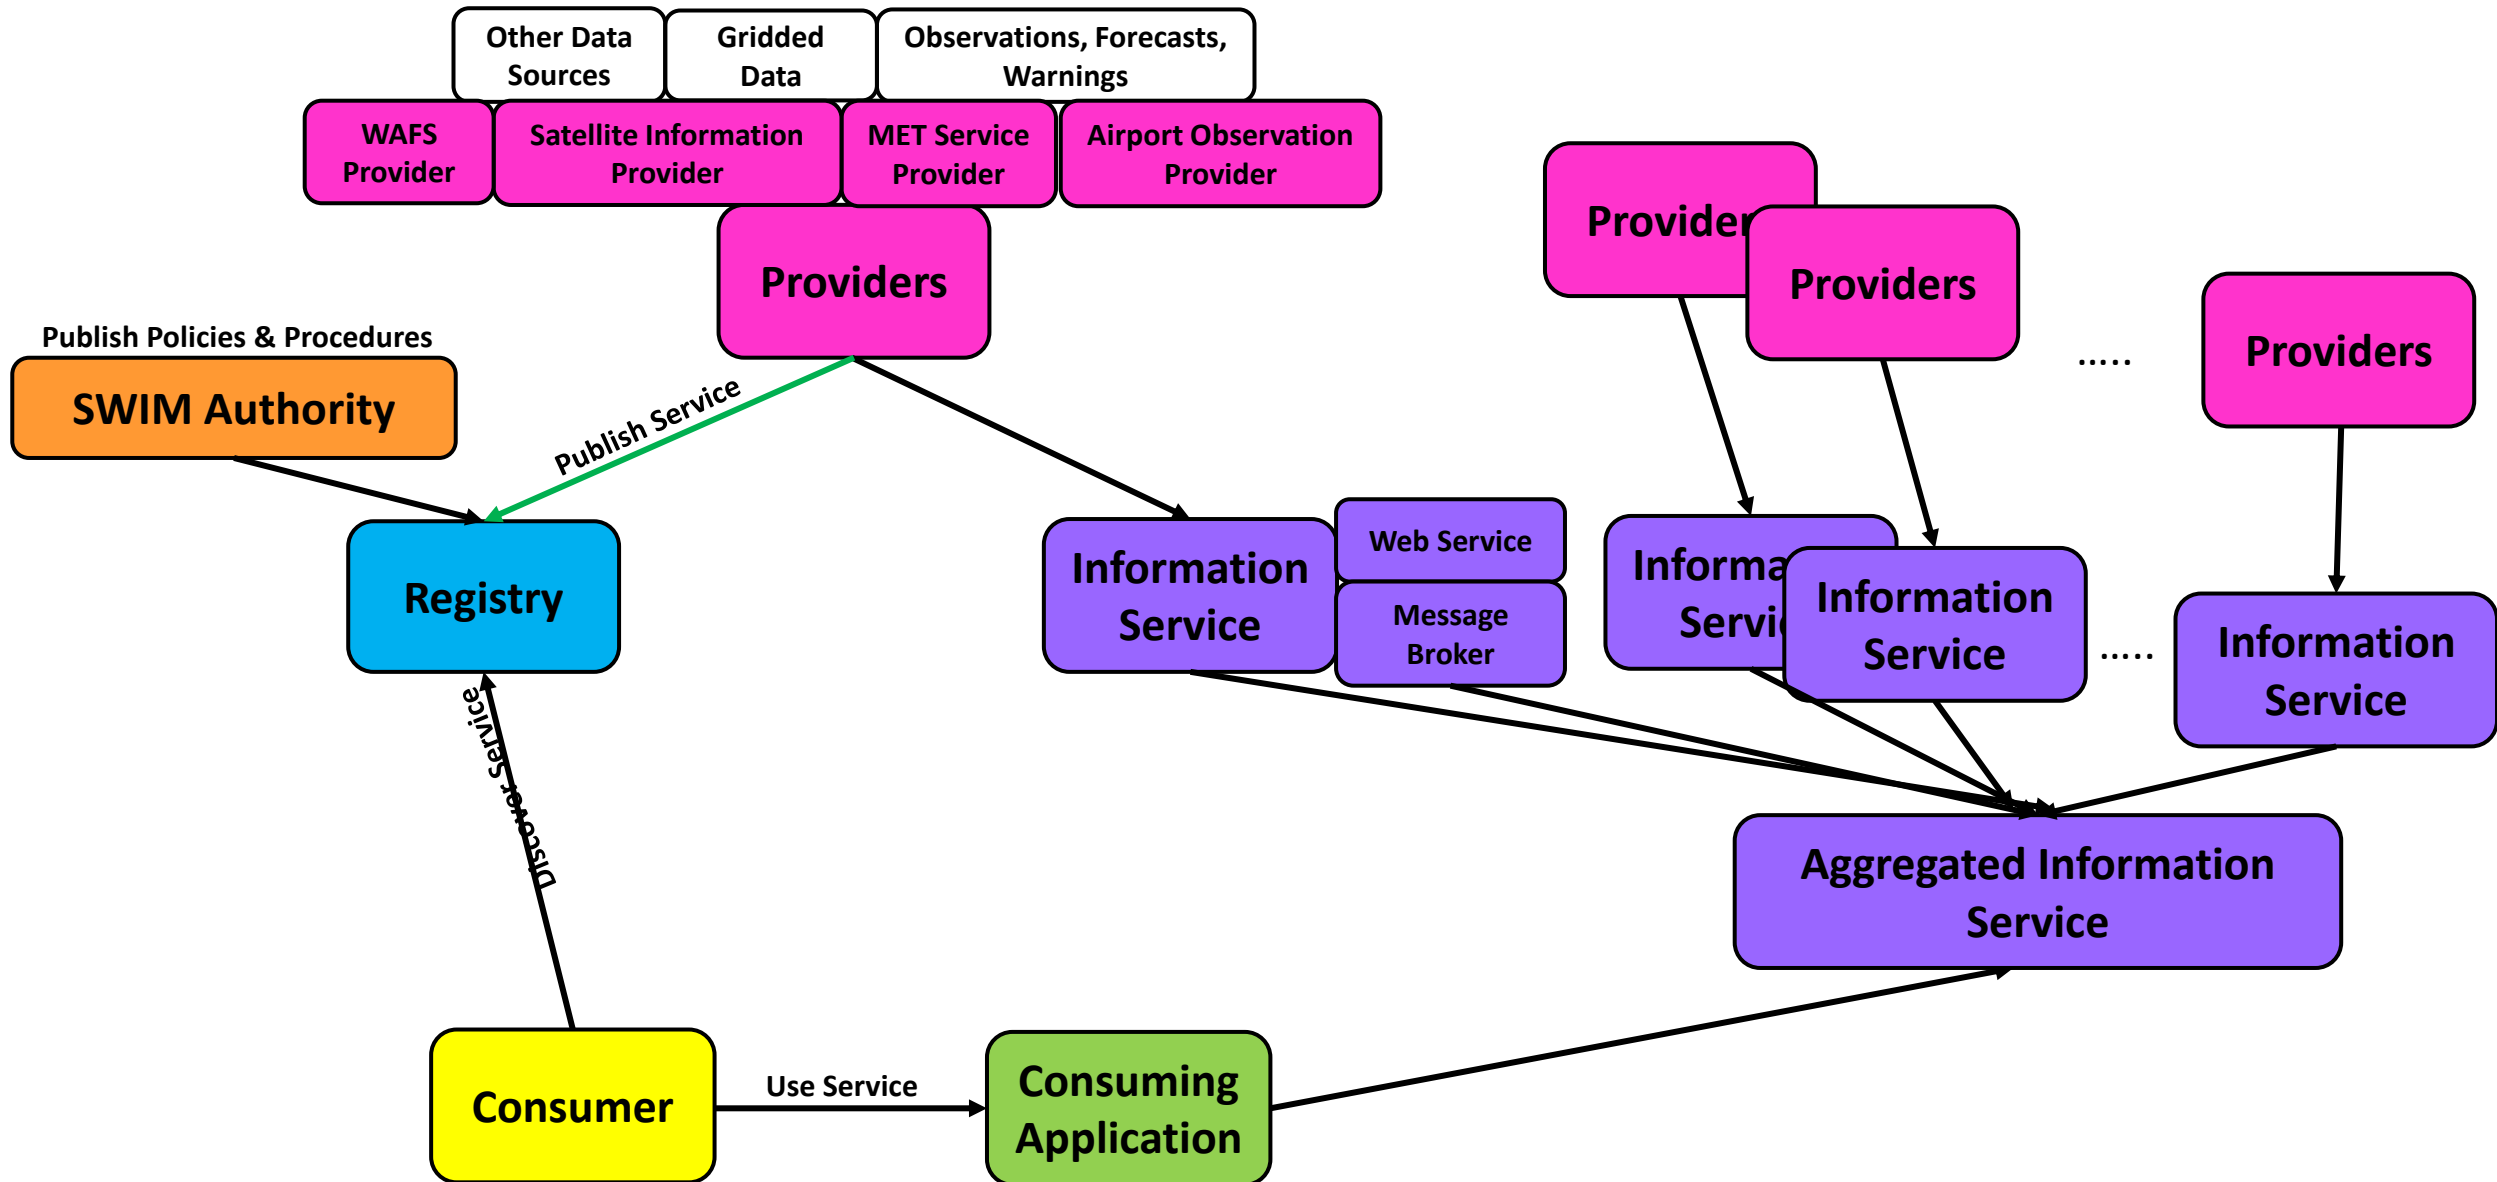 Other Data
Sources
Gridded
Data
Observations, Forecasts,
Warnings
WAFS
Provider
Satellite Information
Provider
MET Service
Provider
Airport Observation
Provider
Providers
Provider
Providers
.....
Providers
Publish Policies & Procedures
SWIM Authority
Publish Service
Registry
Information
Service
Web Service
Message
Broker
Informa
Servi
Information
Service
.....
Information
Service
Discover Service
Aggregated Information
Service
Consumer
Use Service
Consuming
Application